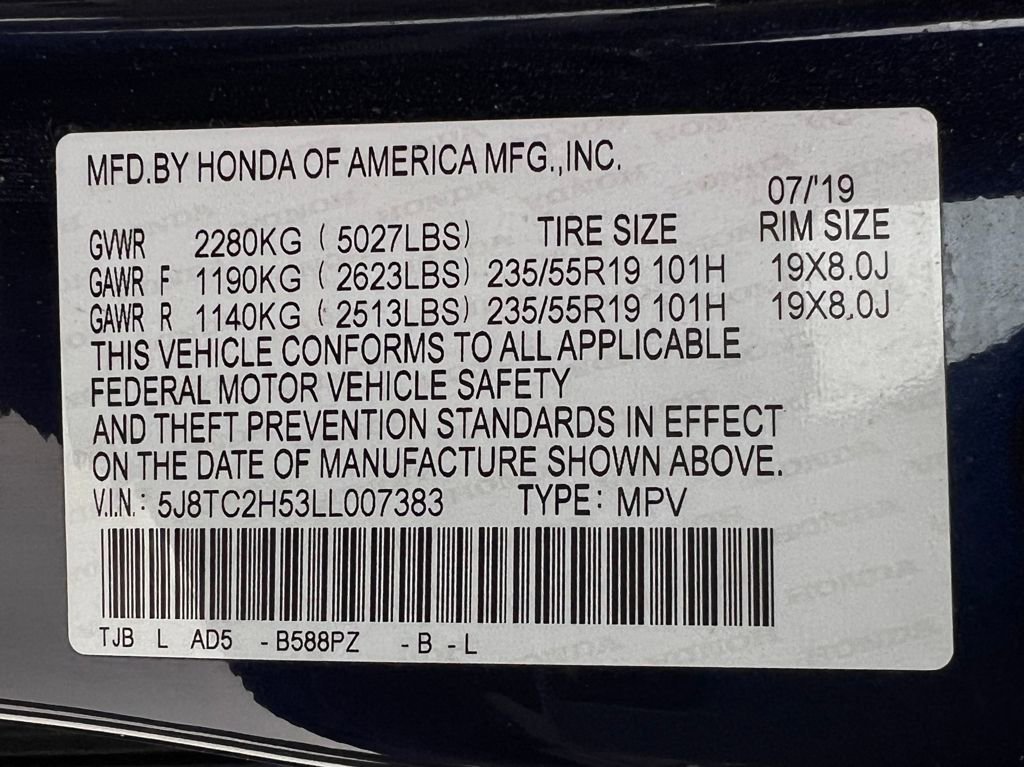 MFD.BY HONDA OF AMERICA MFG.,INC.
07/'19
GVWR 2280KG (5027LBS) TIRE SIZE RIM SIZE
GAWR F 1190KG (2623LBS) 235/55R19 101H 19X8.0J
GAWR R 1140KG (2513LBS) 235/55R19 101H 19X8.0J
THIS VEHICLE CONFORMS TO ALL APPLICABLE
FEDERAL MOTOR VEHICLE SAFETY
AND THEFT PREVENTION STANDARDS IN EFFECT
ON THE DATE OF MANUFACTURE SHOWN ABOVE.
V.I.N.: 5J8TC2H53LL007383 TYPE: MPV
TJB L AD5 -B588PZ -B -L